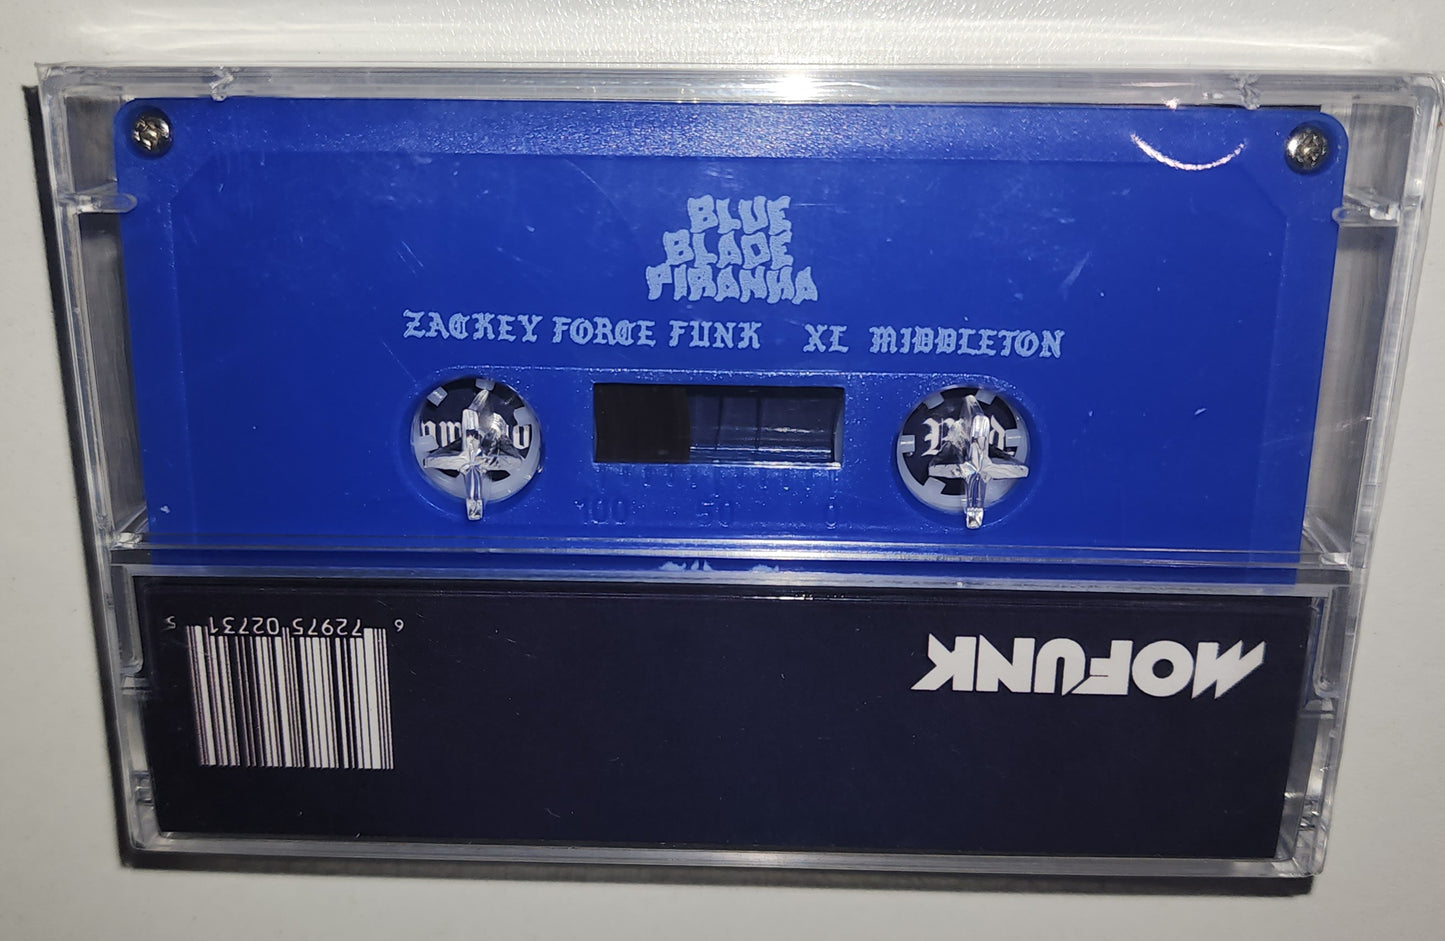 BLUE
BLADE
PIRANHA
ZACKEY FORCE FUNK XL MIDDLETON
100 50 0
MOFUNK
6 72975 02731 5